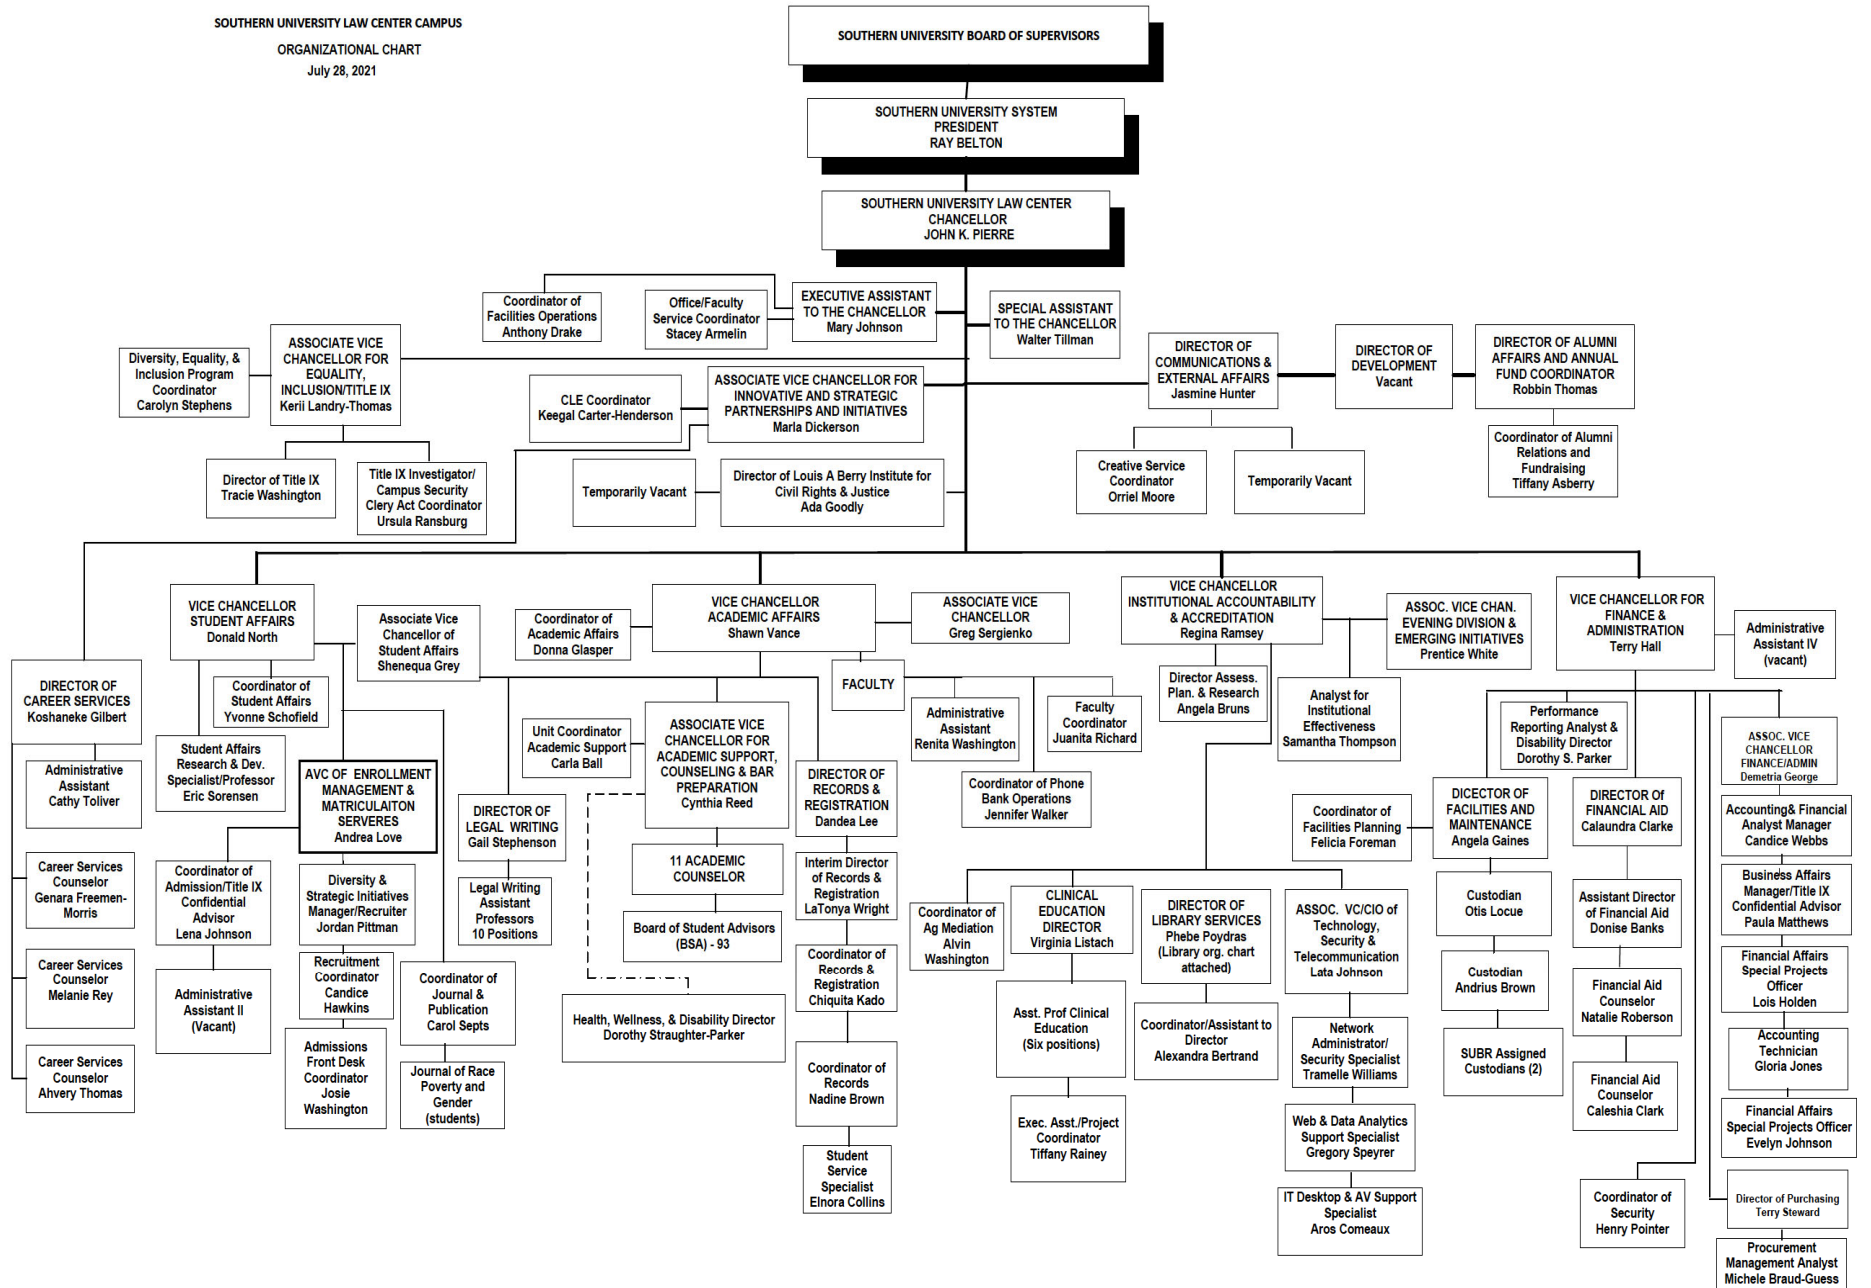 SOUTHERN UNIVERSITY LAW CENTER CAMPUS
ORGANIZATIONAL CHART
July 28, 2021
SOUTHERN UNIVERSITY BOARD OF SUPERVISORS
SOUTHERN UNIVERSITY SYSTEM
PRESIDENT
RAY BELTON
SOUTHERN UNIVERSITY LAW CENTER
CHANCELLOR
JOHN K. PIERRE
Coordinator of
Facilities Operations
Anthony Drake
Office/Faculty
Service Coordinator
Stacey Armelin
EXECUTIVE ASSISTANT
TO THE CHANCELLOR
Mary Johnson
SPECIAL ASSISTANT
TO THE CHANCELLOR
Walter Tillman
Diversity, Equality, &
Inclusion Program
Coordinator
Carolyn Stephens
ASSOCIATE VICE
CHANCELLOR FOR
EQUALITY,
INCLUSION/TITLE IX
Kerii Landry-Thomas
CLE Coordinator
Keegal Carter-Henderson
ASSOCIATE VICE CHANCELLOR FOR
INNOVATIVE AND STRATEGIC
PARTNERSHIPS AND INITIATIVES
Marla Dickerson
DIRECTOR OF
COMMUNICATIONS &
EXTERNAL AFFAIRS
Jasmine Hunter
DIRECTOR OF
DEVELOPMENT
Vacant
DIRECTOR OF ALUMNI
AFFAIRS AND ANNUAL
FUND COORDINATOR
Robbin Thomas
Director of Title IX
Tracie Washington
Title IX Investigator/
Campus Security
Clery Act Coordinator
Ursula Ransburg
Temporarily Vacant
Director of Louis A Berry Institute for
Civil Rights & Justice
Ada Goodly
Creative Service
Coordinator
Orriel Moore
Temporarily Vacant
Coordinator of Alumni
Relations and
Fundraising
Tiffany Asberry
VICE CHANCELLOR
STUDENT AFFAIRS
Donald North
Associate Vice
Chancellor of
Student Affairs
Shenequa Grey
Coordinator of
Academic Affairs
Donna Glasper
VICE CHANCELLOR
ACADEMIC AFFAIRS
Shawn Vance
ASSOCIATE VICE
CHANCELLOR
Greg Sergienko
VICE CHANCELLOR
INSTITUTIONAL ACCOUNTABILITY
& ACCREDITATION
Regina Ramsey
ASSOC. VICE CHAN.
EVENING DIVISION &
EMERGING INITIATIVES
Prentice White
VICE CHANCELLOR FOR
FINANCE &
ADMINISTRATION
Terry Hall
Administrative
Assistant IV
(vacant)
DIRECTOR OF
CAREER SERVICES
Koshaneke Gilbert
Coordinator of
Student Affairs
Yvonne Schofield
Student Affairs
Research & Dev.
Specialist/Professor
Eric Sorensen
Administrative
Assistant
Cathy Toliver
Career Services
Counselor
Genara Freemen-
Morris
Career Services
Counselor
Melanie Rey
Career Services
Counselor
Ahvery Thomas
AVC OF ENROLLMENT
MANAGEMENT &
MATRICULAITON
SERVERES
Andrea Love
Coordinator of
Admission/Title IX
Confidential
Advisor
Lena Johnson
Administrative
Assistant II
(Vacant)
Diversity &
Strategic Initiatives
Manager/Recruiter
Jordan Pittman
Recruitment
Coordinator
Candice
Hawkins
Admissions
Front Desk
Coordinator
Josie
Washington
Coordinator of
Journal &
Publication
Carol Septs
Journal of Race
Poverty and
Gender
(students)
DIRECTOR OF
LEGAL WRITING
Gail Stephenson
Legal Writing
Assistant
Professors
10 Positions
Unit Coordinator
Academic Support
Carla Ball
ASSOCIATE VICE
CHANCELLOR FOR
ACADEMIC SUPPORT,
COUNSELING & BAR
PREPARATION
Cynthia Reed
11 ACADEMIC
COUNSELOR
Board of Student Advisors
(BSA) - 93
Health, Wellness, & Disability Director
Dorothy Straughter-Parker
DIRECTOR OF
RECORDS &
REGISTRATION
Dandea Lee
Interim Director
of Records &
Registration
LaTonya Wright
Coordinator of
Records &
Registration
Chiquita Kado
Coordinator of
Records
Nadine Brown
Student
Service
Specialist
Elnora Collins
FACULTY
Administrative
Assistant
Renita Washington
Faculty
Coordinator
Juanita Richard
Coordinator of Phone
Bank Operations
Jennifer Walker
Director Assess.
Plan. & Research
Angela Bruns
Analyst for
Institutional
Effectiveness
Samantha Thompson
Coordinator of
Ag Mediation
Alvin
Washington
CLINICAL
EDUCATION
DIRECTOR
Virginia Listach
Asst. Prof Clinical
Education
(Six positions)
Exec. Asst./Project
Coordinator
Tiffany Rainey
DIRECTOR OF
LIBRARY SERVICES
Phebe Poydras
(Library org. chart
attached)
Coordinator/Assistant to
Director
Alexandra Bertrand
ASSOC. VC/CIO of
Technology,
Security &
Telecommunication
Lata Johnson
Network
Administrator/
Security Specialist
Tramelle Williams
Web & Data Analytics
Support Specialist
Gregory Speyrer
IT Desktop & AV Support
Specialist
Aros Comeaux
Performance
Reporting Analyst &
Disability Director
Dorothy S. Parker
Coordinator of
Facilities Planning
Felicia Foreman
DICECTOR OF
FACILITIES AND
MAINTENANCE
Angela Gaines
Custodian
Otis Locue
Custodian
Andrius Brown
SUBR Assigned
Custodians (2)
DIRECTOR Of
FINANCIAL AID
Calaundra Clarke
Assistant Director
of Financial Aid
Donise Banks
Financial Aid
Counselor
Natalie Roberson
Financial Aid
Counselor
Caleshia Clark
Coordinator of
Security
Henry Pointer
ASSOC. VICE
CHANCELLOR
FINANCE/ADMIN
Demetria George
Accounting& Financial
Analyst Manager
Candice Webbs
Business Affairs
Manager/Title IX
Confidential Advisor
Paula Matthews
Financial Affairs
Special Projects
Officer
Lois Holden
Accounting
Technician
Gloria Jones
Financial Affairs
Special Projects Officer
Evelyn Johnson
Director of Purchasing
Terry Steward
Procurement
Management Analyst
Michele Braud-Guess